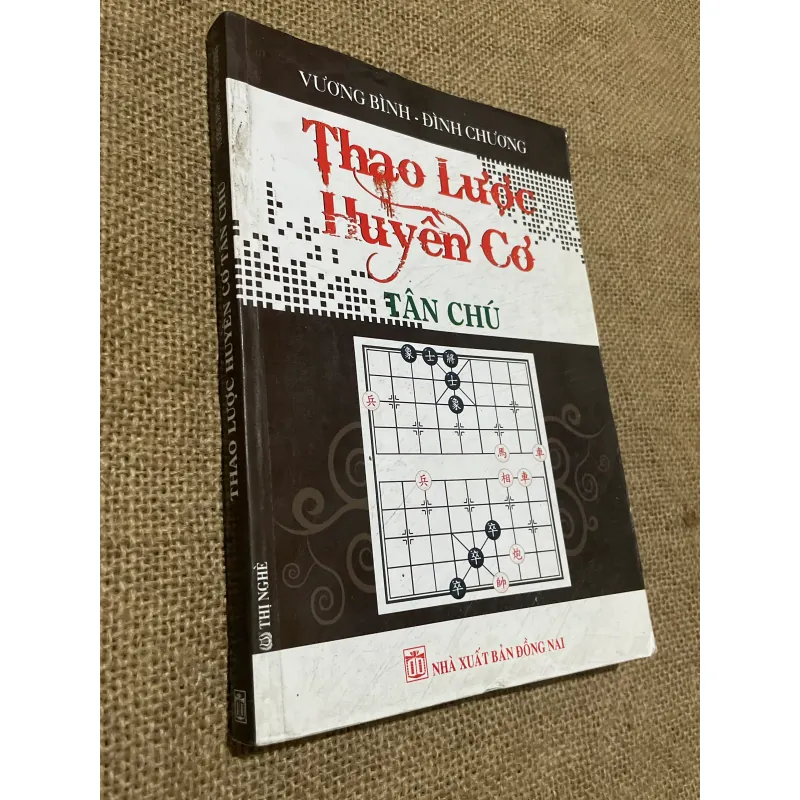 VƯƠNG BÌNH - ĐÌNH CHƯƠNG
Thao Lược
Huyền Cơ
TÂN CHÚ
象 士 將
士
兵 象
馬 車
兵 相 車
卒
卒 炮
卒 帥
NHÀ XUẤT BẢN ĐỒNG NAI
THAO LƯỢC HUYỀN CƠ TÂN CHÚ
THỊ NGHÈ